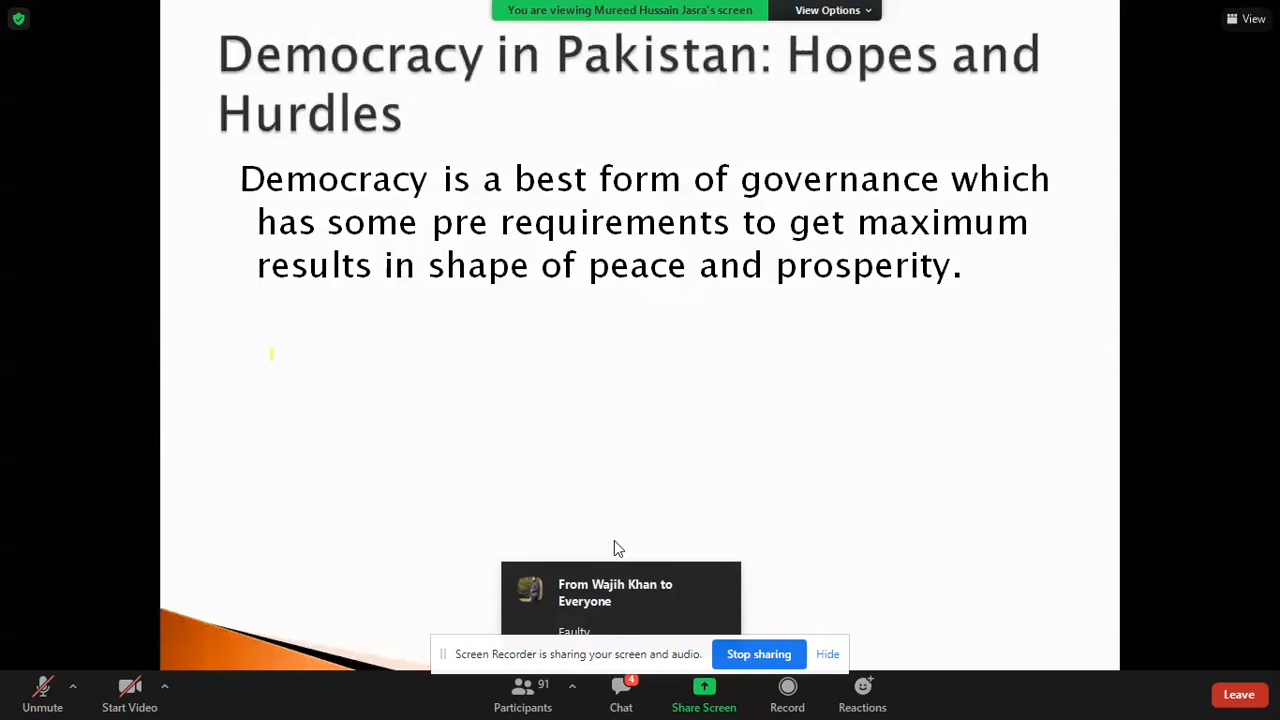 You are viewing Mureed Hussain Jasra's screen
View Options
View
Democracy in Pakistan: Hopes and
Hurdles
Democracy is a best form of governance which
has some pre requirements to get maximum
results in shape of peace and prosperity.
From Wajih Khan to
Everyone
Faulty
Screen Recorder is sharing your screen and audio.
Stop sharing
Hide
Unmute
Start Video
91
Participants
4
Chat
Share Screen
Record
Reactions
Leave